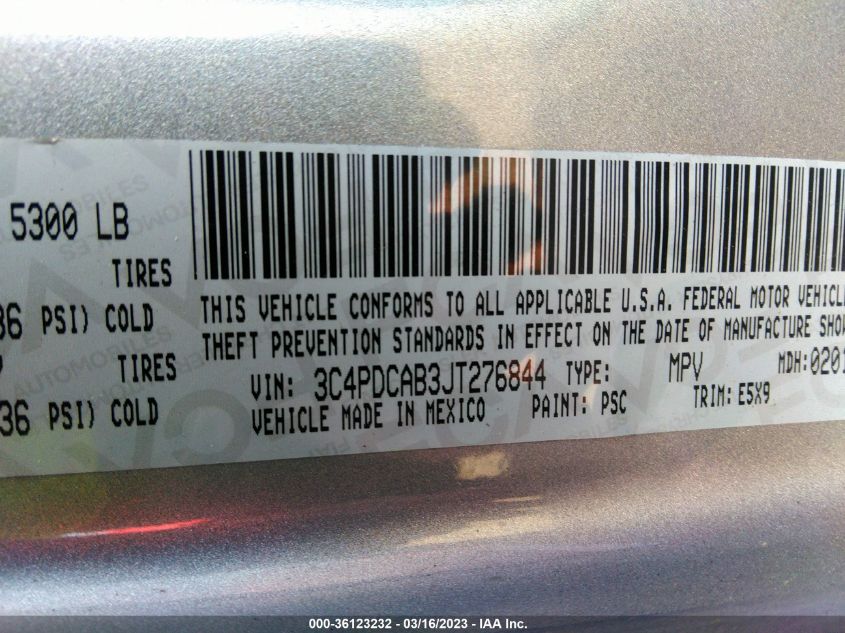 5300 LB
TIRES
36 PSI) COLD
TIRES
36 PSI) COLD
THIS VEHICLE CONFORMS TO ALL APPLICABLE U.S.A. FEDERAL MOTOR VEHICLE
THEFT PREVENTION STANDARDS IN EFFECT ON THE DATE OF MANUFACTURE SHOW
VIN: 3C4PDCAB3JT276844 TYPE: MPV MDH:0201
VEHICLE MADE IN MEXICO PAINT: PSC TRIM: E5X9
000-36123232 - 03/16/2023 - IAA Inc.